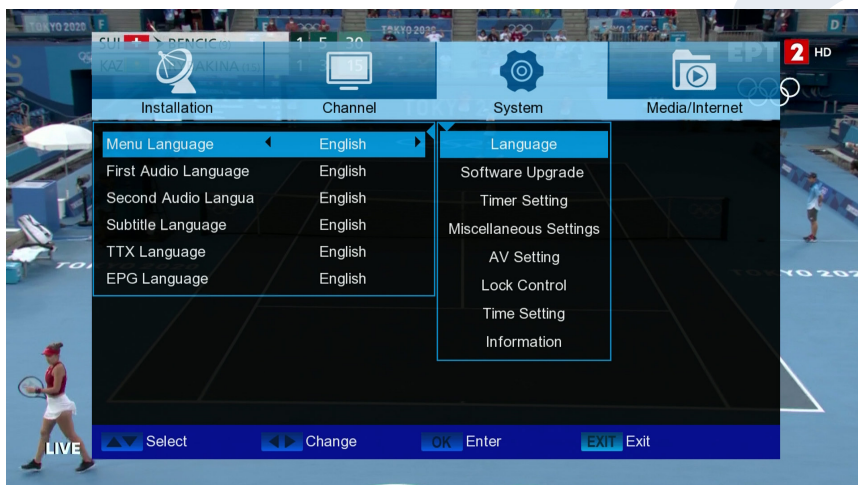 TOKYO 2020
D
SUI BENCIC 1 5 30
TOKYO 2020
ΕΡΤ 2 HD
KAZ 1 15
Installation Channel System Media/Internet
Menu Language English
First Audio Language English
Second Audio Langua English
Subtitle Language English
TTX Language English
EPG Language English
Language
Software Upgrade
Timer Setting
Miscellaneous Settings
AV Setting
Lock Control
Time Setting
Information
LIVE
Select Change OK Enter EXIT Exit